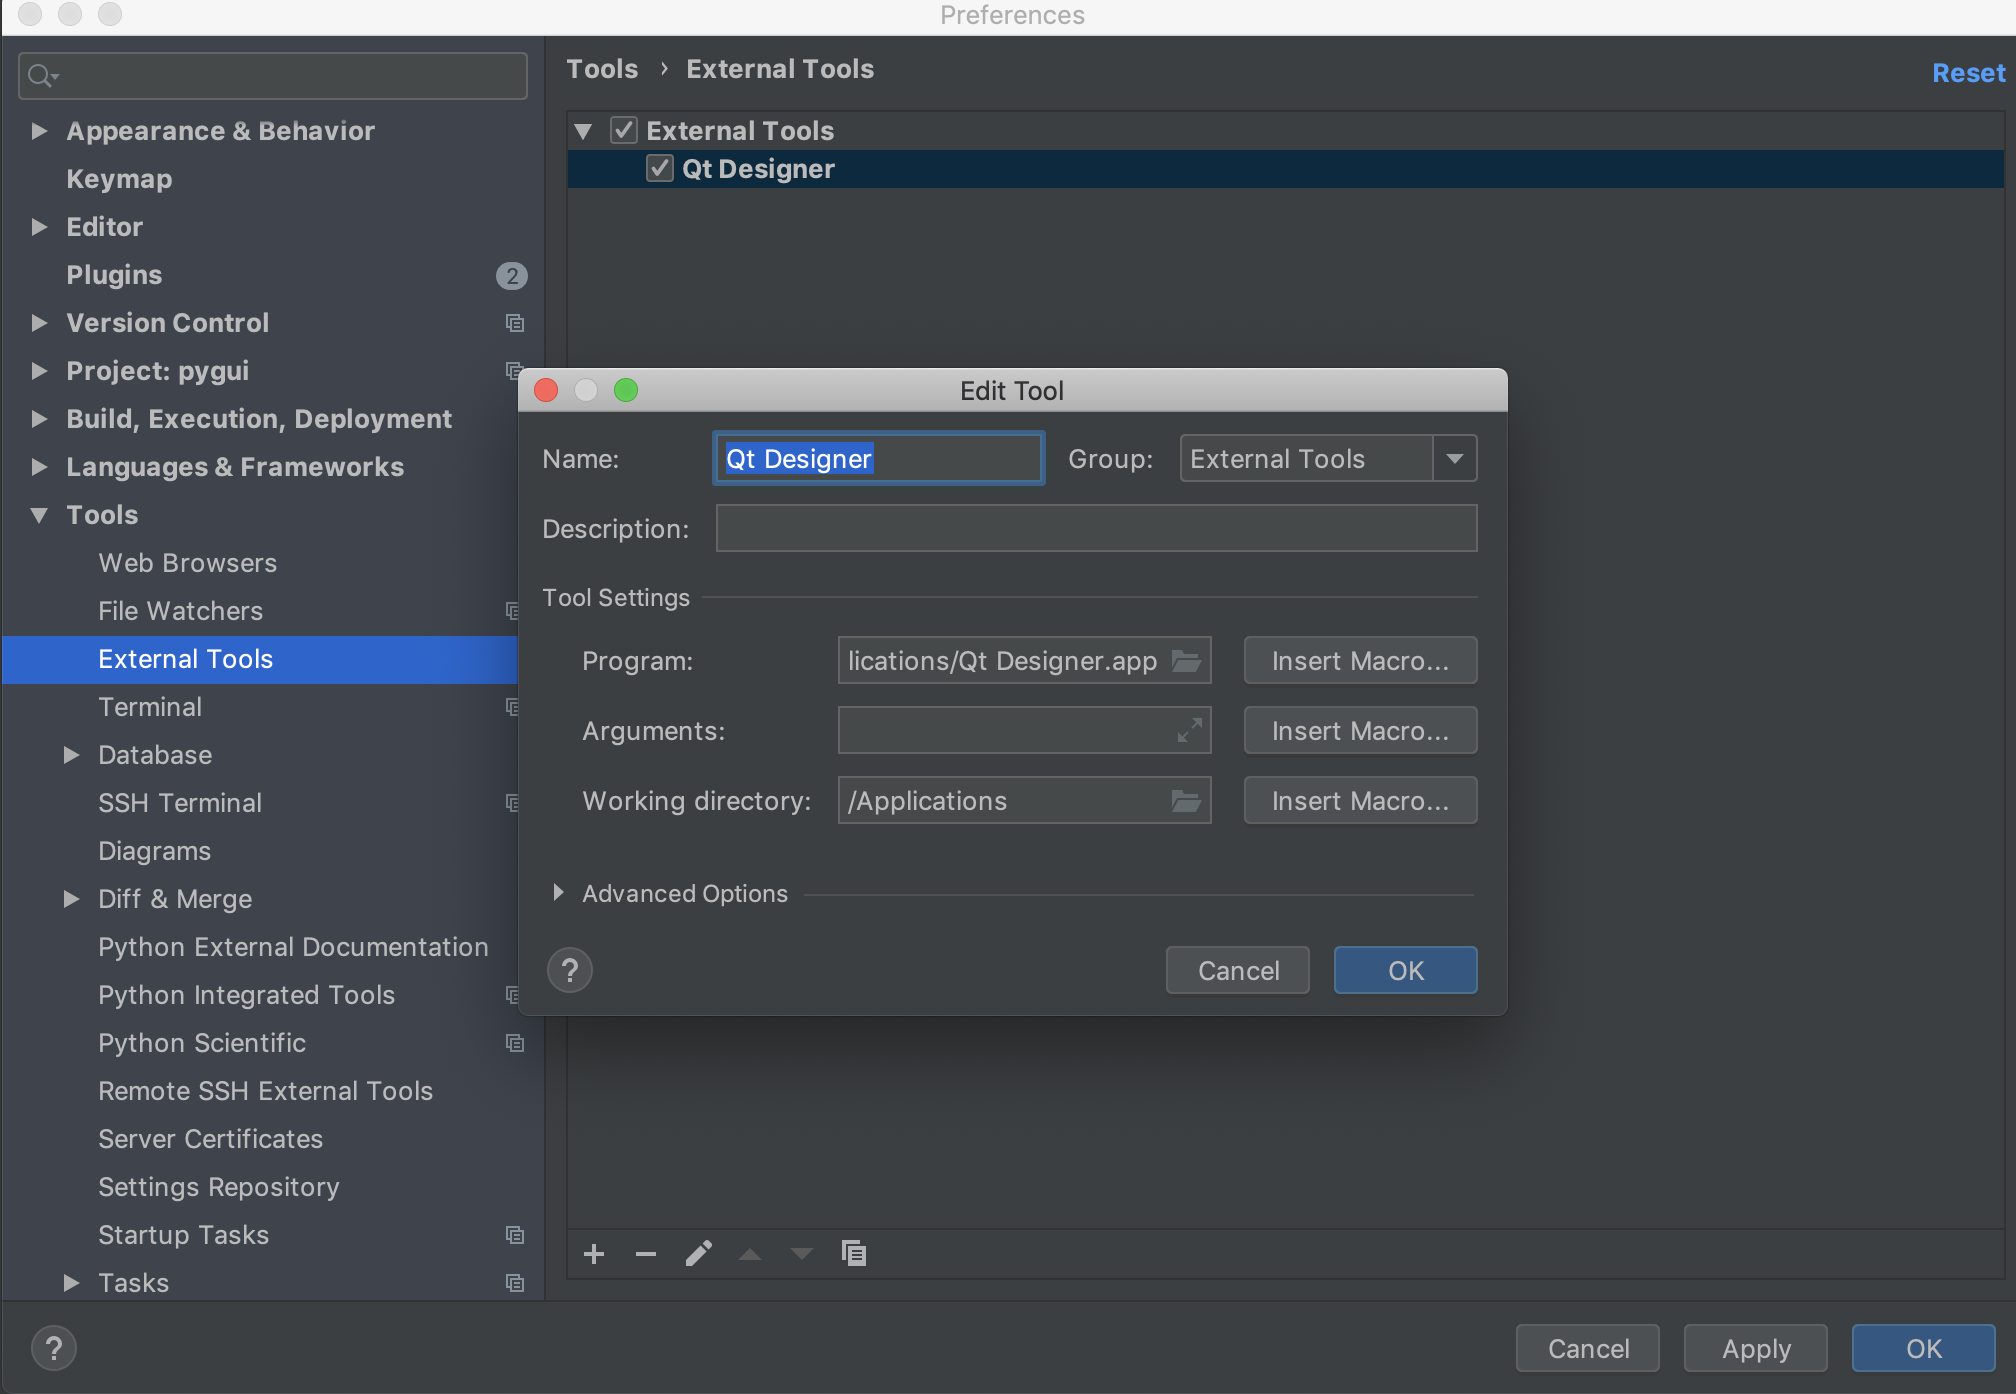 Preferences
Tools › External Tools
Reset
Appearance & Behavior
Keymap
Editor
Plugins 2
Version Control
Project: pygui
Build, Execution, Deployment
Languages & Frameworks
Tools
Web Browsers
File Watchers
External Tools
Terminal
Database
SSH Terminal
Diagrams
Diff & Merge
Python External Documentation
Python Integrated Tools
Python Scientific
Remote SSH External Tools
Server Certificates
Settings Repository
Startup Tasks
Tasks
External Tools
Qt Designer
Edit Tool
Name: Qt Designer Group: External Tools
Description:
Tool Settings
Program: lications/Qt Designer.app Insert Macro...
Arguments: Insert Macro...
Working directory: /Applications Insert Macro...
Advanced Options
? Cancel OK
? Cancel Apply OK